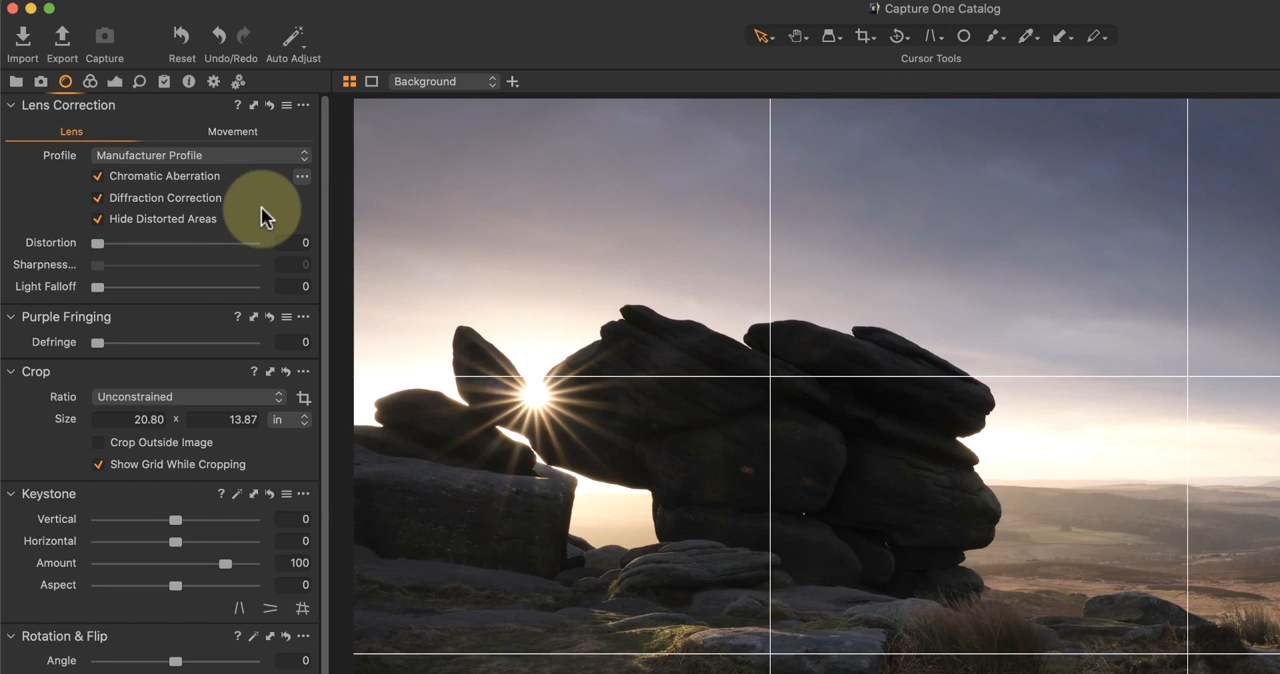 Capture One Catalog
Import Export Capture Reset Undo/Redo Auto Adjust Cursor Tools
Background
Lens Correction
Lens Movement
Profile Manufacturer Profile
Chromatic Aberration
Diffraction Correction
Hide Distorted Areas
Distortion 0
Sharpness... 0
Light Falloff 0
Purple Fringing
Defringe 0
Crop
Ratio Unconstrained
Size 20.80 x 13.87 in
Crop Outside Image
Show Grid While Cropping
Keystone
Vertical 0
Horizontal 0
Amount 100
Aspect 0
Rotation & Flip
Angle 0